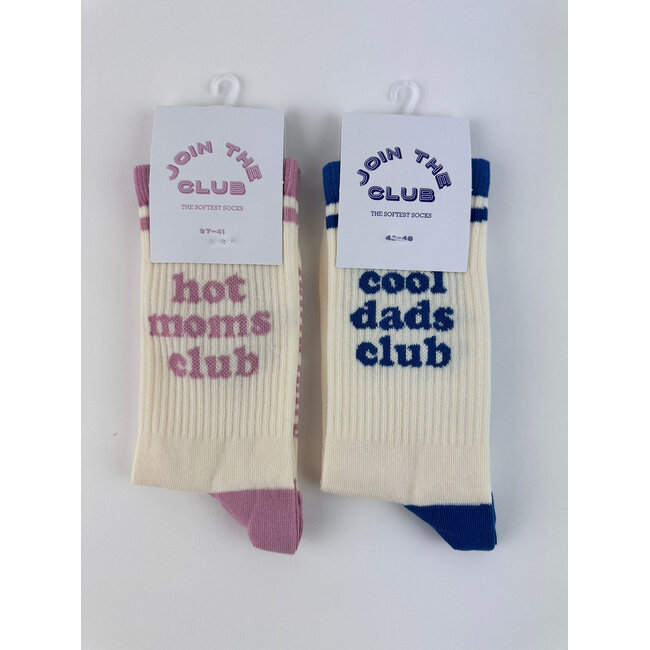 JOIN THE
CLUB
THE SOFTEST SOCKS
37-41
hot
moms
club
JOIN THE
CLUB
THE SOFTEST SOCKS
42-46
cool
dads
club